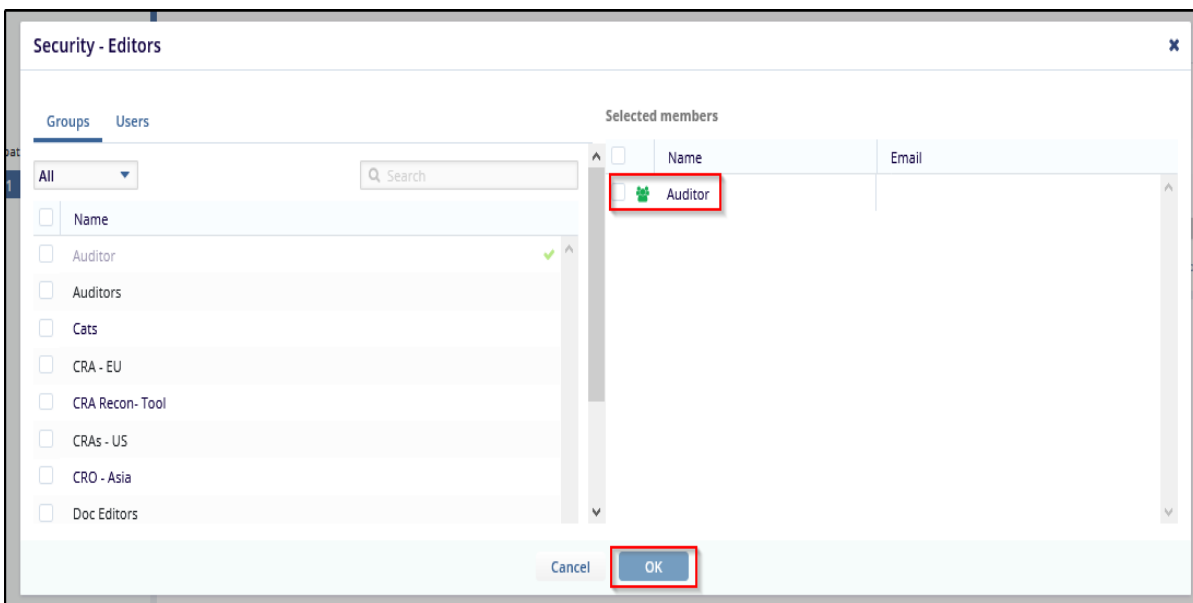 Security - Editors
Groups Users
Selected members
All
Search
Name
Auditor
Auditors
Cats
CRA - EU
CRA Recon- Tool
CRAs - US
CRO - Asia
Doc Editors
Name Email
Auditor
Cancel OK